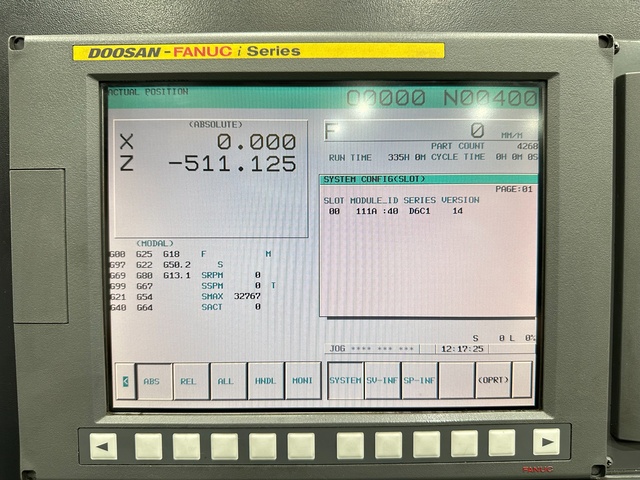 DOOSAN-FANUC i Series
ACTUAL POSITION
O0000 N00400
(ABSOLUTE)
X 0.000
Z -511.125
F 0 MM/M
PART COUNT 4268
RUN TIME 335H 0M CYCLE TIME 0H 0M 0S
SYSTEM CONFIG(SLOT)
PAGE:01
SLOT MODULE_ID SERIES VERSION
00 111A :40 D6C1 14
(MODAL)
G00 G25 G18 F M
G97 G22 G50.2 S
G69 G80 G13.1 SRPM 0
G99 G67 SSPM 0 T
G21 G54 SMAX 32767
G40 G64 SACT 0
S 0 L 0%
JOG **** *** *** 12:17:25
ABS REL ALL HNDL MONI SYSTEM SV-INF SP-INF (OPRT)
FANUC